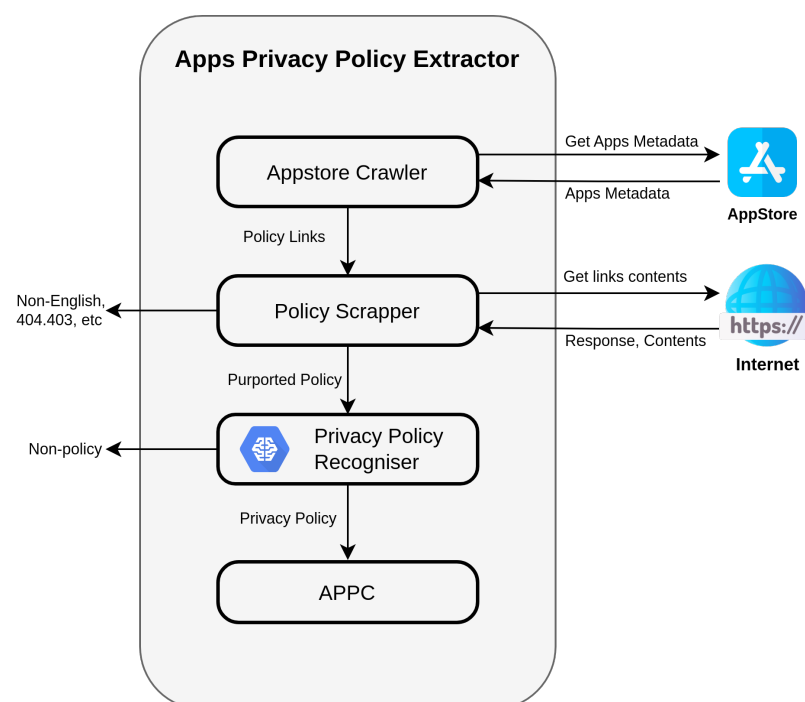 Apps Privacy Policy Extractor
Get Apps Metadata
Appstore Crawler
Apps Metadata
AppStore
Policy Links
Get links contents
Non-English,
404.403, etc
Policy Scrapper
https://
Response, Contents
Internet
Purported Policy
Non-policy
Privacy Policy
Recogniser
Privacy Policy
APPC